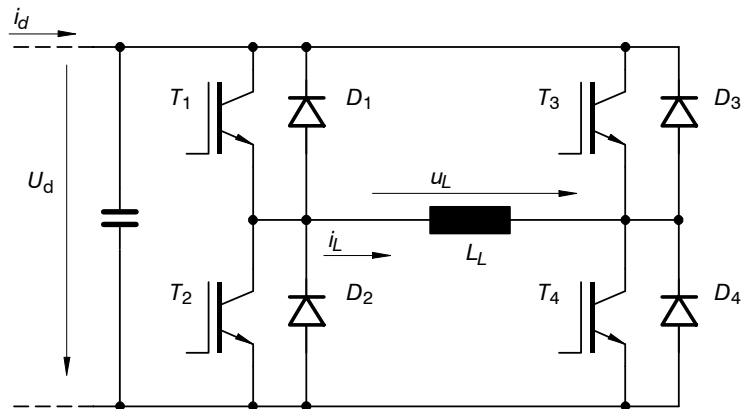 i_d
T_1
D_1
T_3
D_3
U_d
u_L
i_L
L_L
T_2
D_2
T_4
D_4